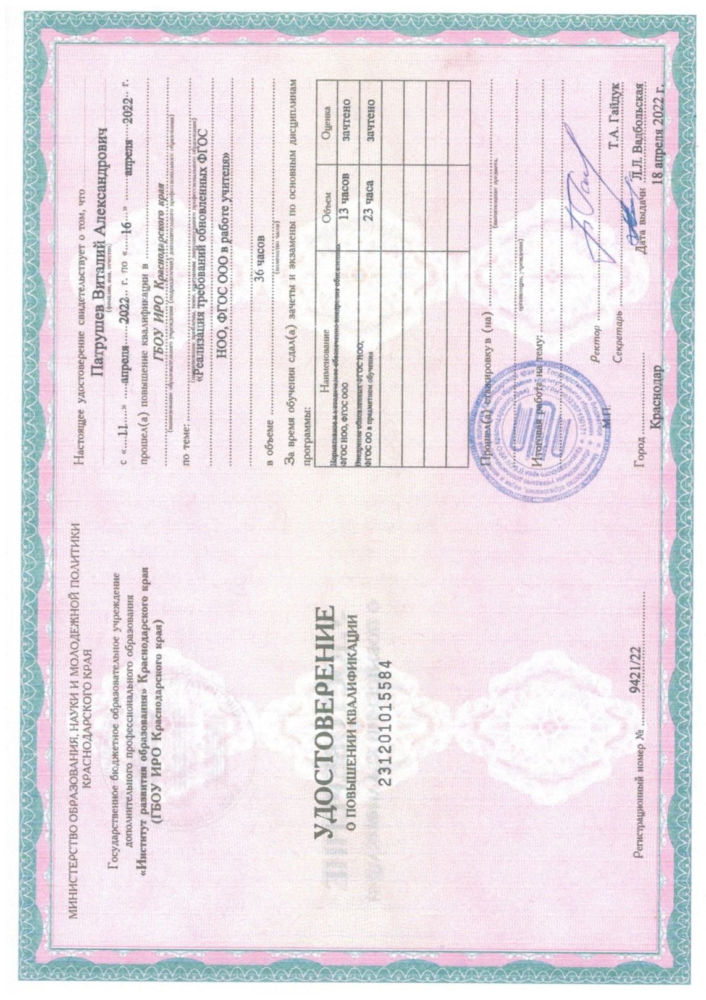 МИНИСТЕРСТВО ОБРАЗОВАНИЯ, НАУКИ И МОЛОДЕЖНОЙ ПОЛИТИКИ
КРАСНОДАРСКОГО КРАЯ
Государственное бюджетное образовательное учреждение
дополнительного профессионального образования
«Институт развития образования» Краснодарского края
(ГБОУ ИРО Краснодарского края)
УДОСТОВЕРЕНИЕ
О ПОВЫШЕНИИ КВАЛИФИКАЦИИ
231201015584
Регистрационный номер № 9421/22
Настоящее удостоверение свидетельствует о том, что
Патрушев Виталий Александрович
(фамилия, имя, отчество)
с «11» апреля 2022 г. по «16» апреля 2022 г.
прошел(а) повышение квалификации в
ГБОУ ИРО Краснодарского края
(наименование образовательного учреждения (подразделения) дополнительного профессионального образования)
по теме:
(наименование проблемы, темы, программы дополнительного профессионального образования)
«Реализация требований обновленных ФГОС
НОО, ФГОС ООО в работе учителя»
36 часов
в объеме
(количество часов)
За время обучения сдал(а) зачеты и экзамены по основным дисциплинам
программы:
Наименование Объем Оценка
Нормативное и методическое обеспечение внедрения обновленных
ФГОС НОО, ФГОС ООО 13 часов зачтено
Внедрение обновленных ФГОС НОО,
ФГОС ОО в предметном обучении 23 часа зачтено
Прошел(а) стажировку в (на)
(наименование предмета,
организации, учреждения)
Итоговая работа на тему:
Ректор Т.А. Гайдук
М.П.
Секретарь Л.Л. Вадбольская
Город Краснодар
Дата выдачи 18 апреля 2022 г.